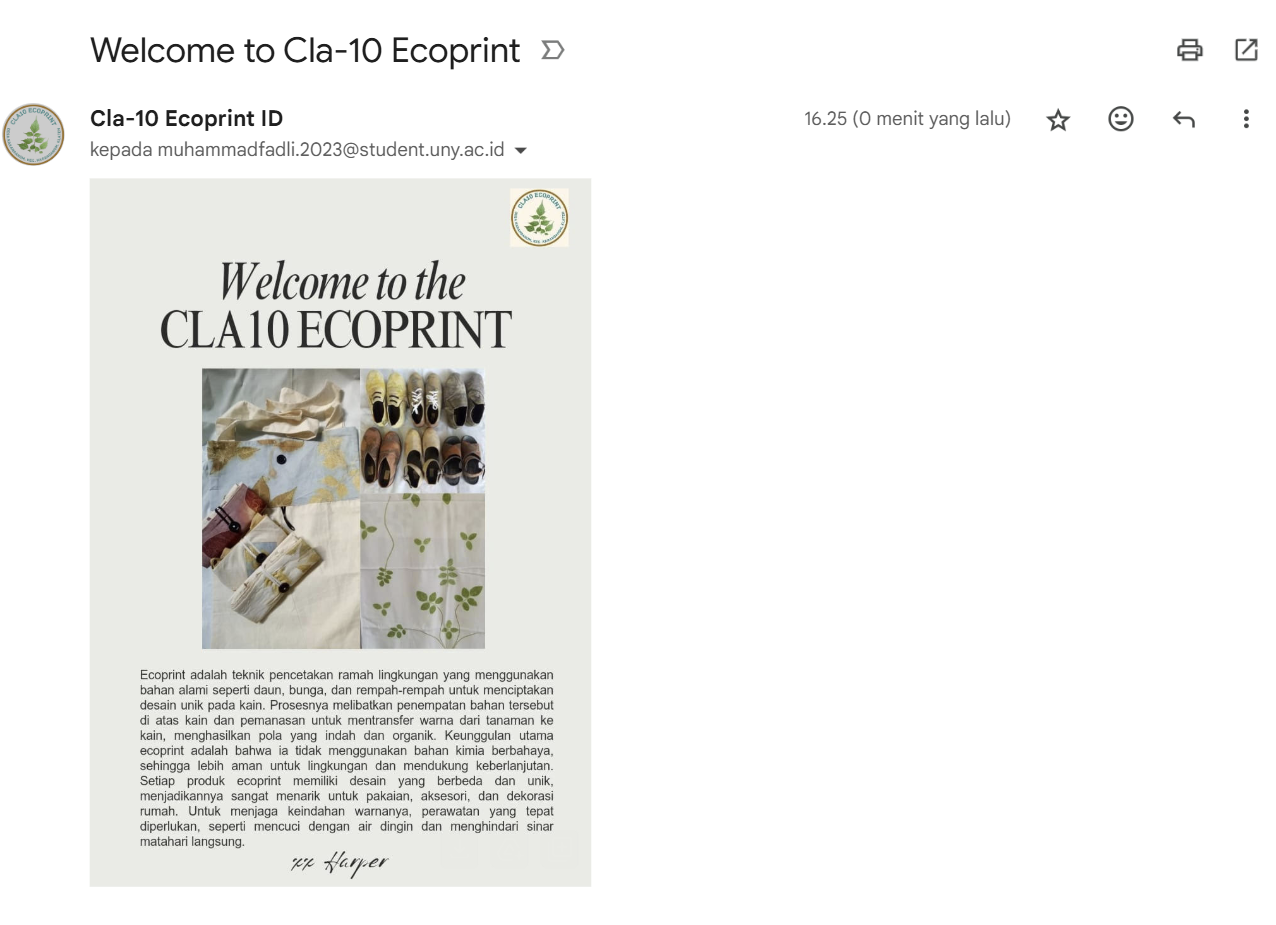 Welcome to Cla-10 Ecoprint
Cla-10 Ecoprint ID
16.25 (0 menit yang lalu)
kepada muhammadfadli.2023@student.uny.ac.id
CLA10 ECOPRINT
Welcome to the
CLA10 ECOPRINT
Ecoprint adalah teknik pencetakan ramah lingkungan yang menggunakan
bahan alami seperti daun, bunga, dan rempah-rempah untuk menciptakan
desain unik pada kain. Prosesnya melibatkan penempatan bahan tersebut
di atas kain dan pemanasan untuk mentransfer warna dari tanaman ke
kain, menghasilkan pola yang indah dan organik. Keunggulan utama
ecoprint adalah bahwa ia tidak menggunakan bahan kimia berbahaya,
sehingga lebih aman untuk lingkungan dan mendukung keberlanjutan.
Setiap produk ecoprint memiliki desain yang berbeda dan unik,
menjadikannya sangat menarik untuk pakaian, aksesori, dan dekorasi
rumah. Untuk menjaga keindahan warnanya, perawatan yang tepat
diperlukan, seperti mencuci dengan air dingin dan menghindari sinar
matahari langsung.
xx Harper